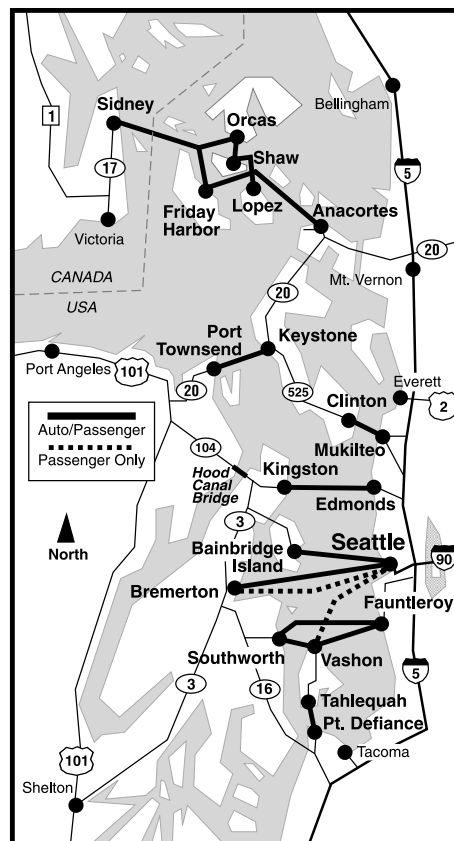 Bellingham
1
Sidney
Orcas
5
17
Shaw
Friday
Harbor
Lopez
Anacortes
Victoria
20
CANADA
USA
Mt. Vernon
20
Port
Townsend
Keystone
Port Angeles
101
20
525
Everett
2
Clinton
Mukilteo
Auto/Passenger
Passenger Only
104
Hood
Canal
Bridge
Kingston
Edmonds
North
3
Bainbridge
Island
Seattle
90
Bremerton
Fauntleroy
Southworth
Vashon
5
3
16
Tahlequah
Pt. Defiance
101
Tacoma
Shelton